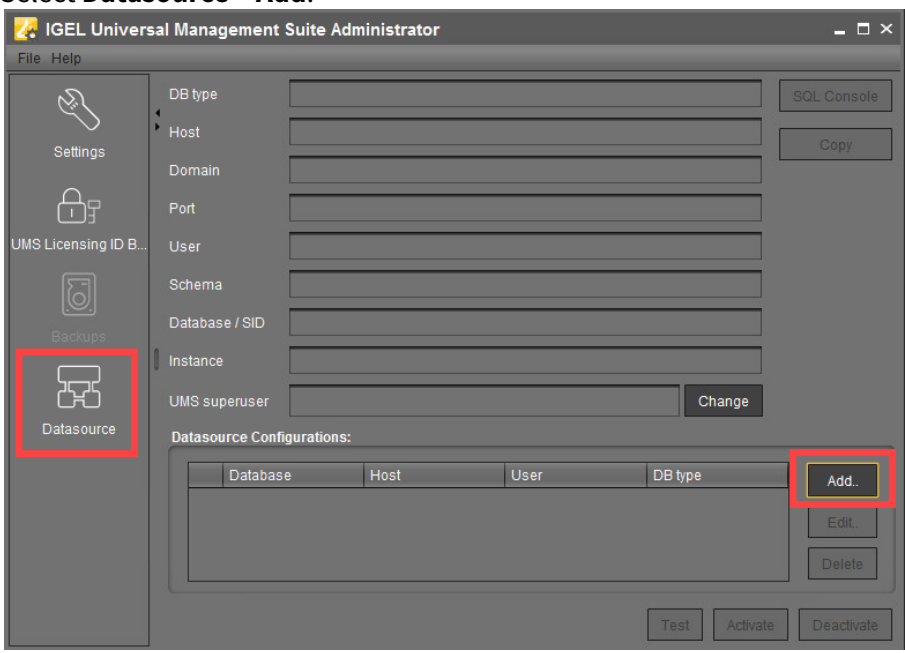 Select Datasource Add.
IGEL Universal Management Suite Administrator
File Help
Settings
UMS Licensing ID B...
Backups
Datasource
DB type
Host
Domain
Port
User
Schema
Database / SID
Instance
UMS superuser
Change
SQL Console
Copy
Datasource Configurations:
Database Host User DB type
Add..
Edit..
Delete
Test Activate Deactivate